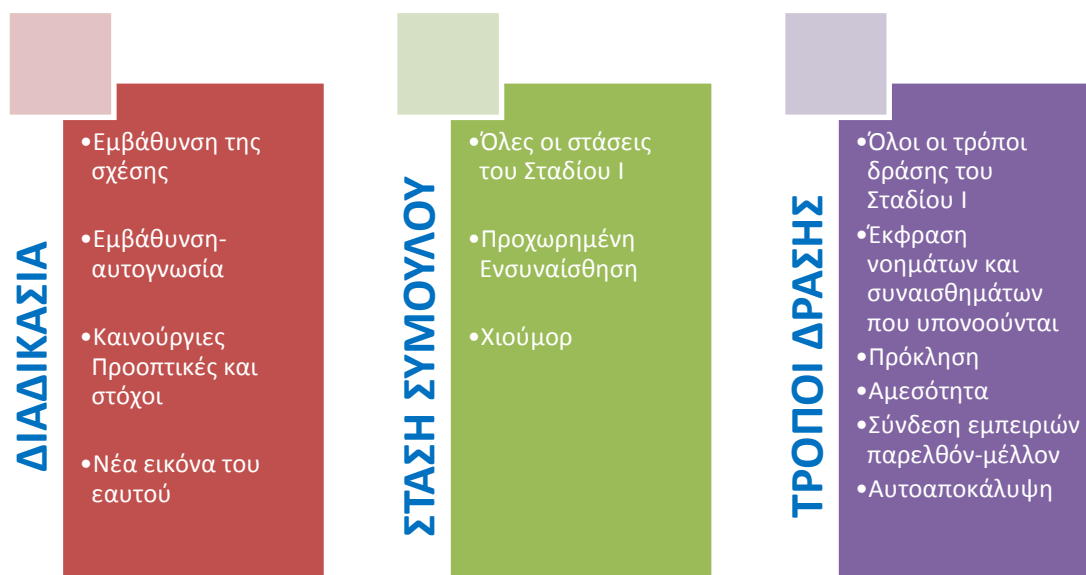 ΔΙΑΔΙΚΑΣΙΑ
•Εμβάθυνση της
σχέσης
•Εμβάθυνση-
αυτογνωσία
•Καινούργιες
Προοπτικές και
στόχοι
•Νέα εικόνα του
εαυτού
ΣΤΑΣΗ ΣΥΜΟΥΛΟΥ
•Όλες οι στάσεις
του Σταδίου Ι
•Προχωρημένη
Ενσυναίσθηση
•Χιούμορ
ΤΡΟΠΟΙ ΔΡΑΣΗΣ
•Όλοι οι τρόποι
δράσης του
Σταδίου Ι
•Έκφραση
νοημάτων και
συναισθημάτων
που υπονοούνται
•Πρόκληση
•Αμεσότητα
•Σύνδεση εμπειριών
παρελθόν-μέλλον
•Αυτοαποκάλυψη